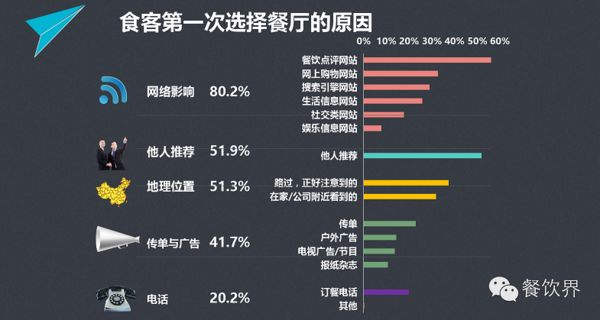 食客第一次选择餐厅的原因
0% 10% 20% 30% 40% 50% 60%
网络影响 80.2%
餐饮点评网站
网上购物网站
搜索引擎网站
生活信息网站
社交类网站
娱乐信息网站
他人推荐 51.9%
他人推荐
地理位置 51.3%
路过，正好注意到的
在家/公司附近看到的
传单与广告 41.7%
传单
户外广告
电视广告/节目
报纸杂志
电话 20.2%
订餐电话
其他
餐饮界